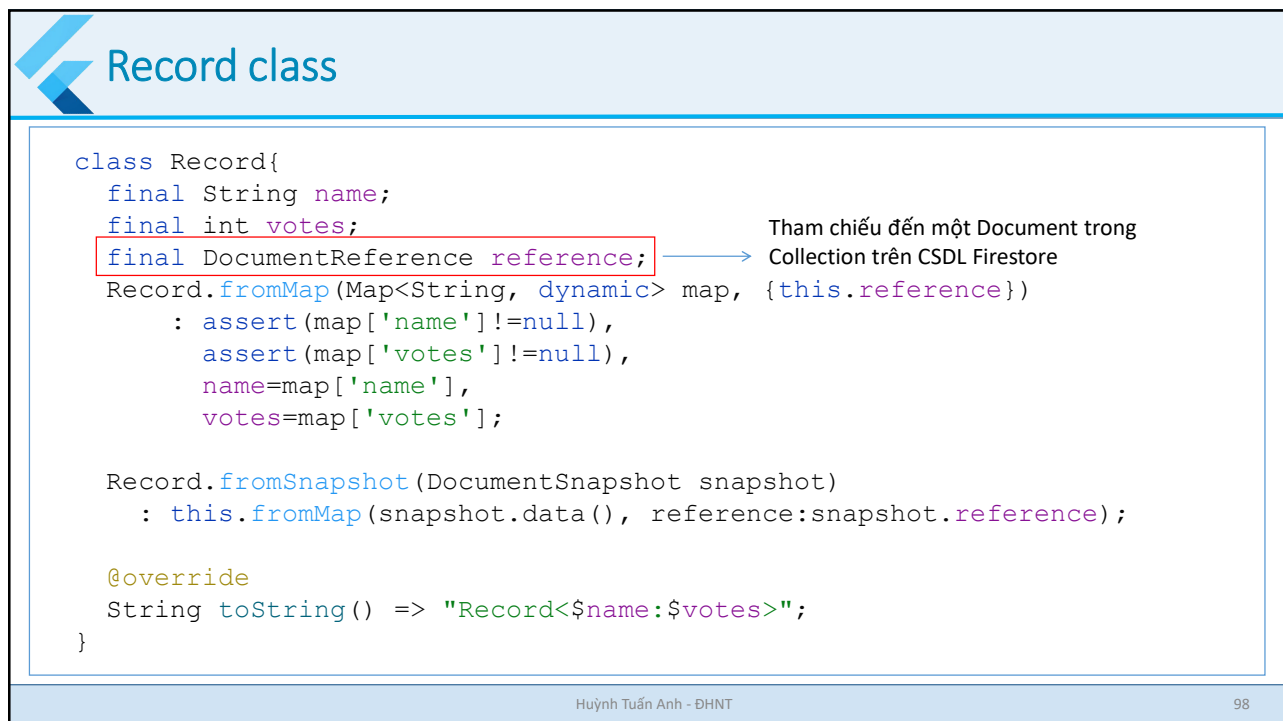 Record class
class Record{
final String name;
final int votes;
final DocumentReference reference;
Tham chiếu đến một Document trong
Collection trên CSDL Firestore
Record.fromMap(Map<String, dynamic> map, {this.reference})
: assert(map['name']!=null),
assert(map['votes']!=null),
name=map['name'],
votes=map['votes'];
Record.fromSnapshot(DocumentSnapshot snapshot)
: this.fromMap(snapshot.data(), reference:snapshot.reference);
@override
String toString() => "Record<$name:$votes>";
}
Huỳnh Tuấn Anh - ĐHNT
98